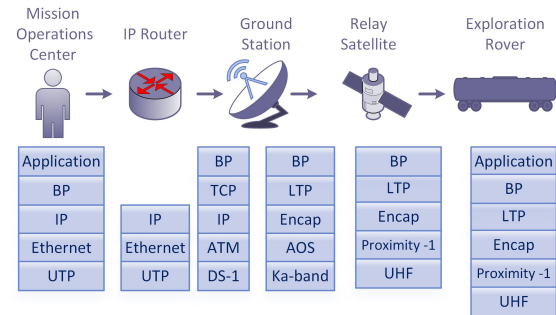 Mission
Operations
Center
IP Router
Ground
Station
Relay
Satellite
Exploration
Rover
Application
BP
IP
Ethernet
UTP
IP
Ethernet
UTP
BP
TCP
IP
ATM
DS-1
BP
LTP
Encap
AOS
Ka-band
BP
LTP
Encap
Proximity -1
UHF
Application
BP
LTP
Encap
Proximity -1
UHF